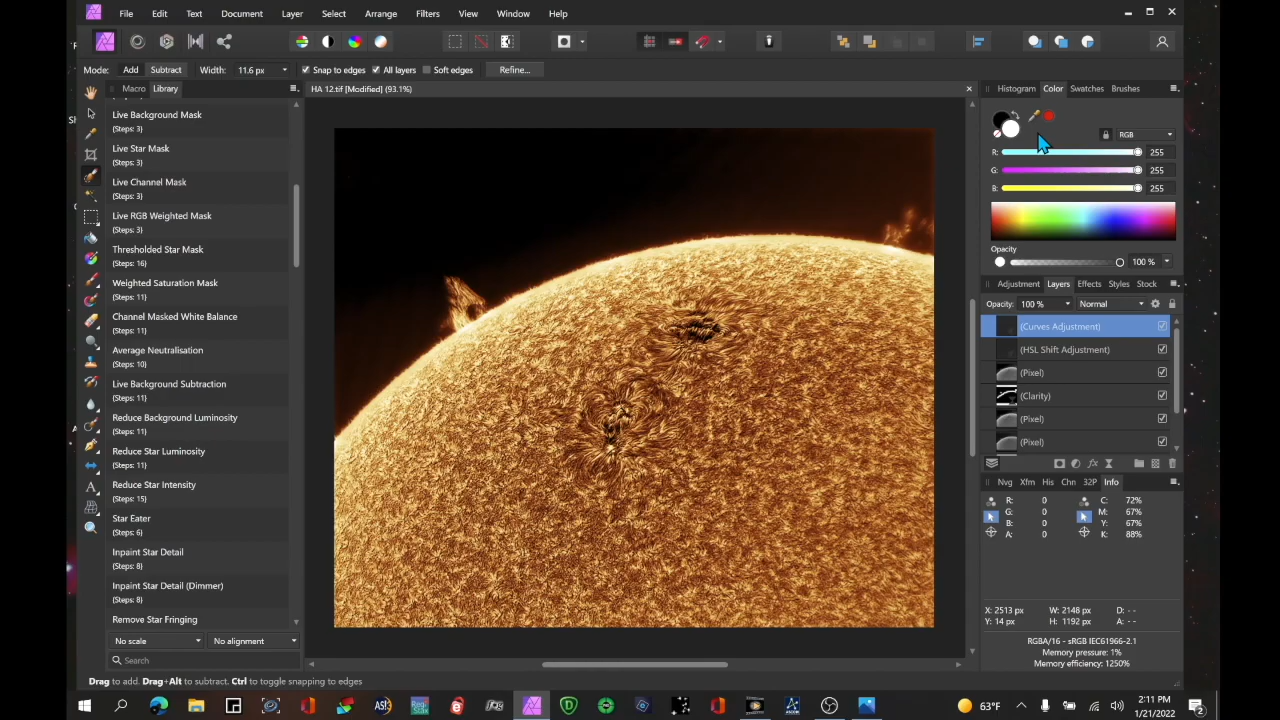 File Edit Text Document Layer Select Arrange Filters View Window Help
Mode: Add Subtract Width: 11.6 px Snap to edges All layers Soft edges Refine...
Macro Library
HA 12.tif [Modified] (93.1%)
Histogram Color Swatches Brushes
Live Background Mask
(Steps: 3)
Live Star Mask
(Steps: 3)
Live Channel Mask
(Steps: 3)
Live RGB Weighted Mask
(Steps: 3)
Thresholded Star Mask
(Steps: 16)
Weighted Saturation Mask
(Steps: 11)
Channel Masked White Balance
(Steps: 11)
Average Neutralisation
(Steps: 10)
Live Background Subtraction
(Steps: 11)
Reduce Background Luminosity
(Steps: 11)
Reduce Star Luminosity
(Steps: 11)
Reduce Star Intensity
(Steps: 15)
Star Eater
(Steps: 6)
Inpaint Star Detail
(Steps: 8)
Inpaint Star Detail (Dimmer)
(Steps: 8)
Remove Star Fringing
No scale No alignment
Search
RGB
R: 255
G: 255
B: 255
Opacity
100 %
Adjustment Layers Effects Styles Stock
Opacity: 100 % Normal
(Curves Adjustment)
(HSL Shift Adjustment)
(Pixel)
(Clarity)
(Pixel)
(Pixel)
Nvg Xfm His Chn 32P Info
R: 0 C: 72%
G: 0 M: 67%
B: 0 Y: 67%
A: 0 K: 88%
X: 2513 px W: 2148 px D: - -
Y: 14 px H: 1192 px A: - -
RGBA/16 - sRGB IEC61966-2.1
Memory pressure: 1%
Memory efficiency: 1250%
Drag to add. Drag+Alt to subtract. Ctrl to toggle snapping to edges
63°F
2:11 PM
1/21/2022